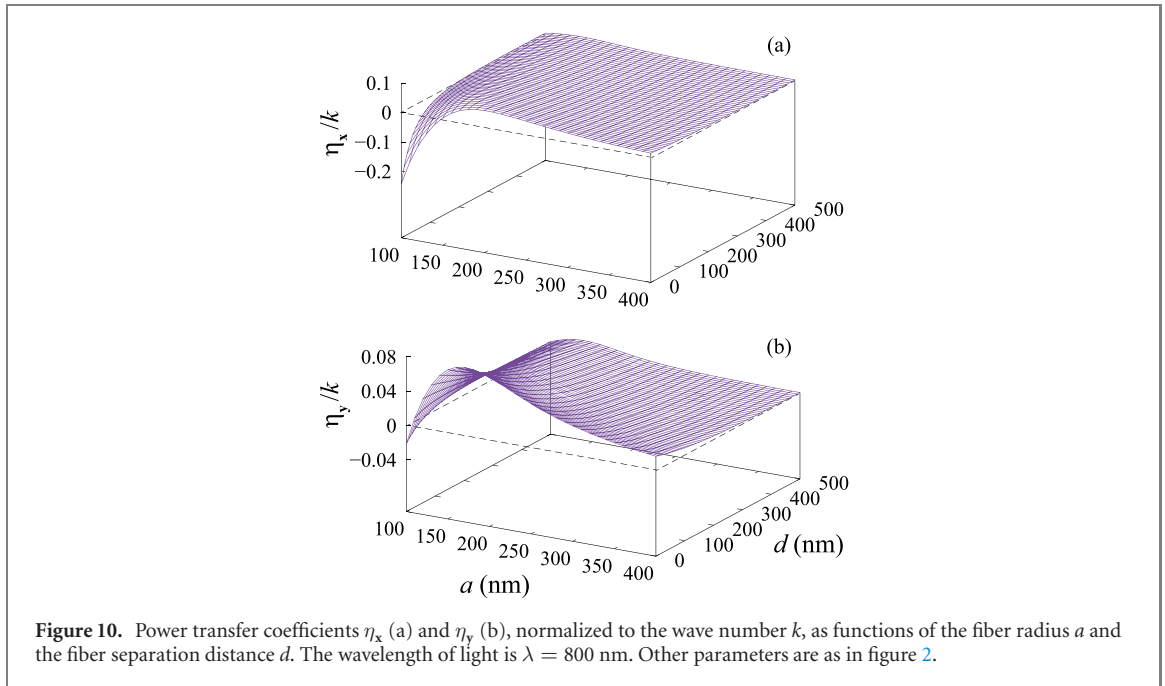 (a)
0.1
0
−0.1
−0.2
ηx/k
100 150 200 250 300 350 400
0 100 200 300 400 500
(b)
0.08
0.04
0
−0.04
ηy/k
100 150 200 250 300 350 400
0 100 200 300 400 500
a (nm)
d (nm)
Figure 10. Power transfer coefficients ηx (a) and ηy (b), normalized to the wave number k, as functions of the fiber radius a and
the fiber separation distance d. The wavelength of light is λ = 800 nm. Other parameters are as in figure 2.